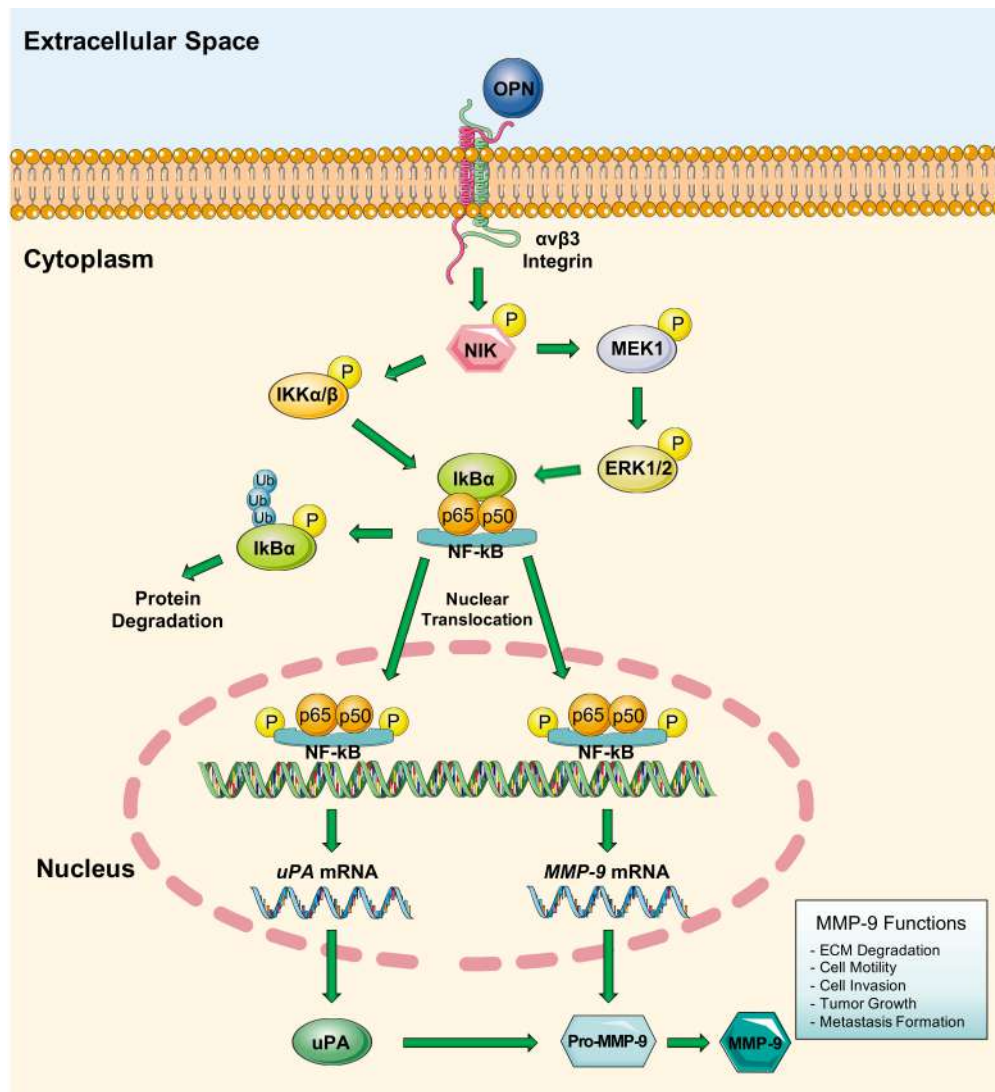 Extracellular Space
OPN
αvβ3
Integrin
Cytoplasm
P
NIK
P
MEK1
P
IKKα/β
P
ERK1/2
IkBα
p65 p50
NF-kB
Ub
Ub
Ub
P
IkBα
Protein
Degradation
Nuclear
Translocation
P p65 p50 P
NF-kB
P p65 p50 P
NF-kB
Nucleus
uPA mRNA
MMP-9 mRNA
uPA
Pro-MMP-9
MMP-9
MMP-9 Functions
- ECM Degradation
- Cell Motility
- Cell Invasion
- Tumor Growth
- Metastasis Formation